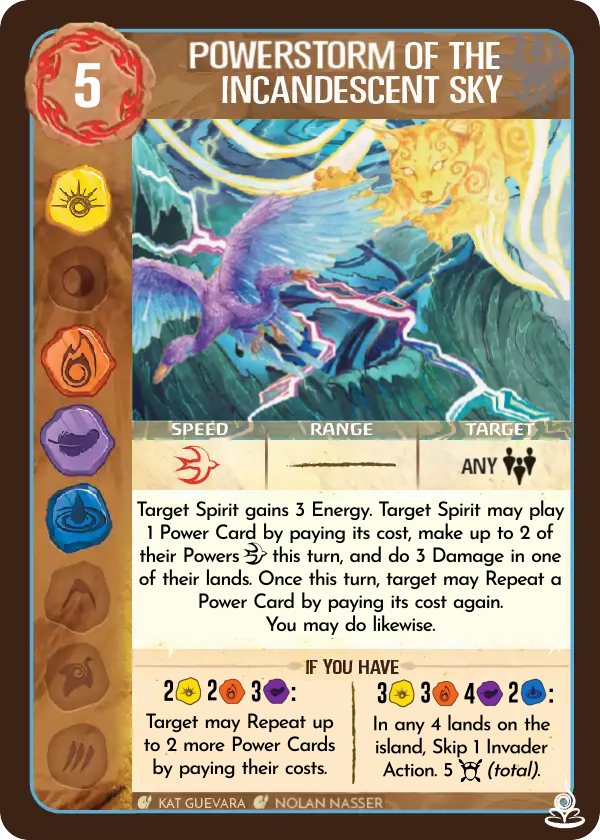 5
POWERSTORM OF THE
INCANDESCENT SKY
SPEED RANGE TARGET
ANY
Target Spirit gains 3 Energy. Target Spirit may play
1 Power Card by paying its cost, make up to 2 of
their Powers this turn, and do 3 Damage in one
of their lands. Once this turn, target may Repeat a
Power Card by paying its cost again.
You may do likewise.
IF YOU HAVE
2 2 3 :
Target may Repeat up
to 2 more Power Cards
by paying their costs.
3 3 4 2 :
In any 4 lands on the
island, Skip 1 Invader
Action. 5 (total).
KAT GUEVARA NOLAN NASSER